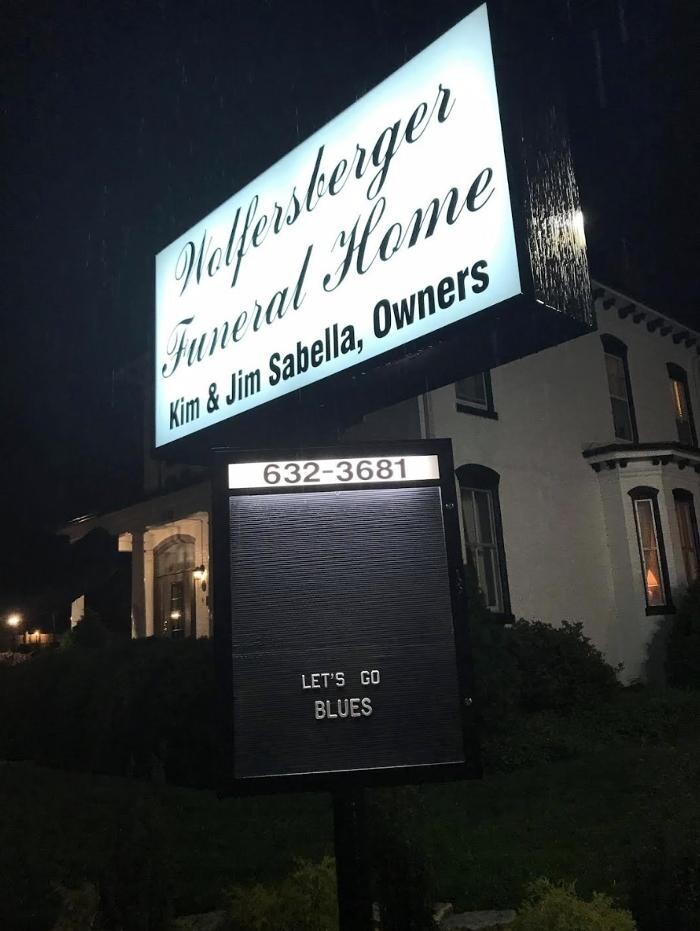 Wolfersberger
Funeral Home
Kim & Jim Sabella, Owners
632-3681
LET'S GO
BLUES